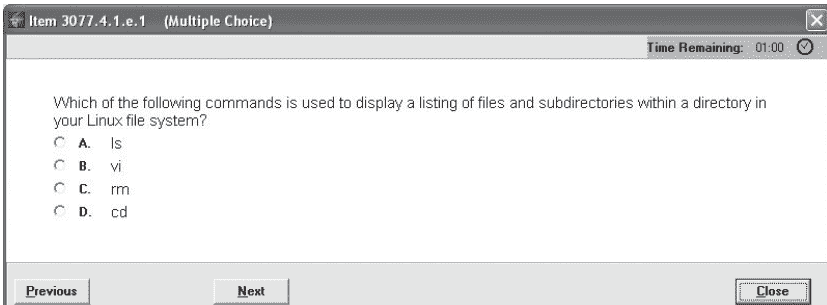 Item 3077.4.1.e.1 (Multiple Choice)
Time Remaining: 01:00
Which of the following commands is used to display a listing of files and subdirectories within a directory in
your Linux file system?
A. ls
B. vi
C. rm
D. cd
Previous Next Close